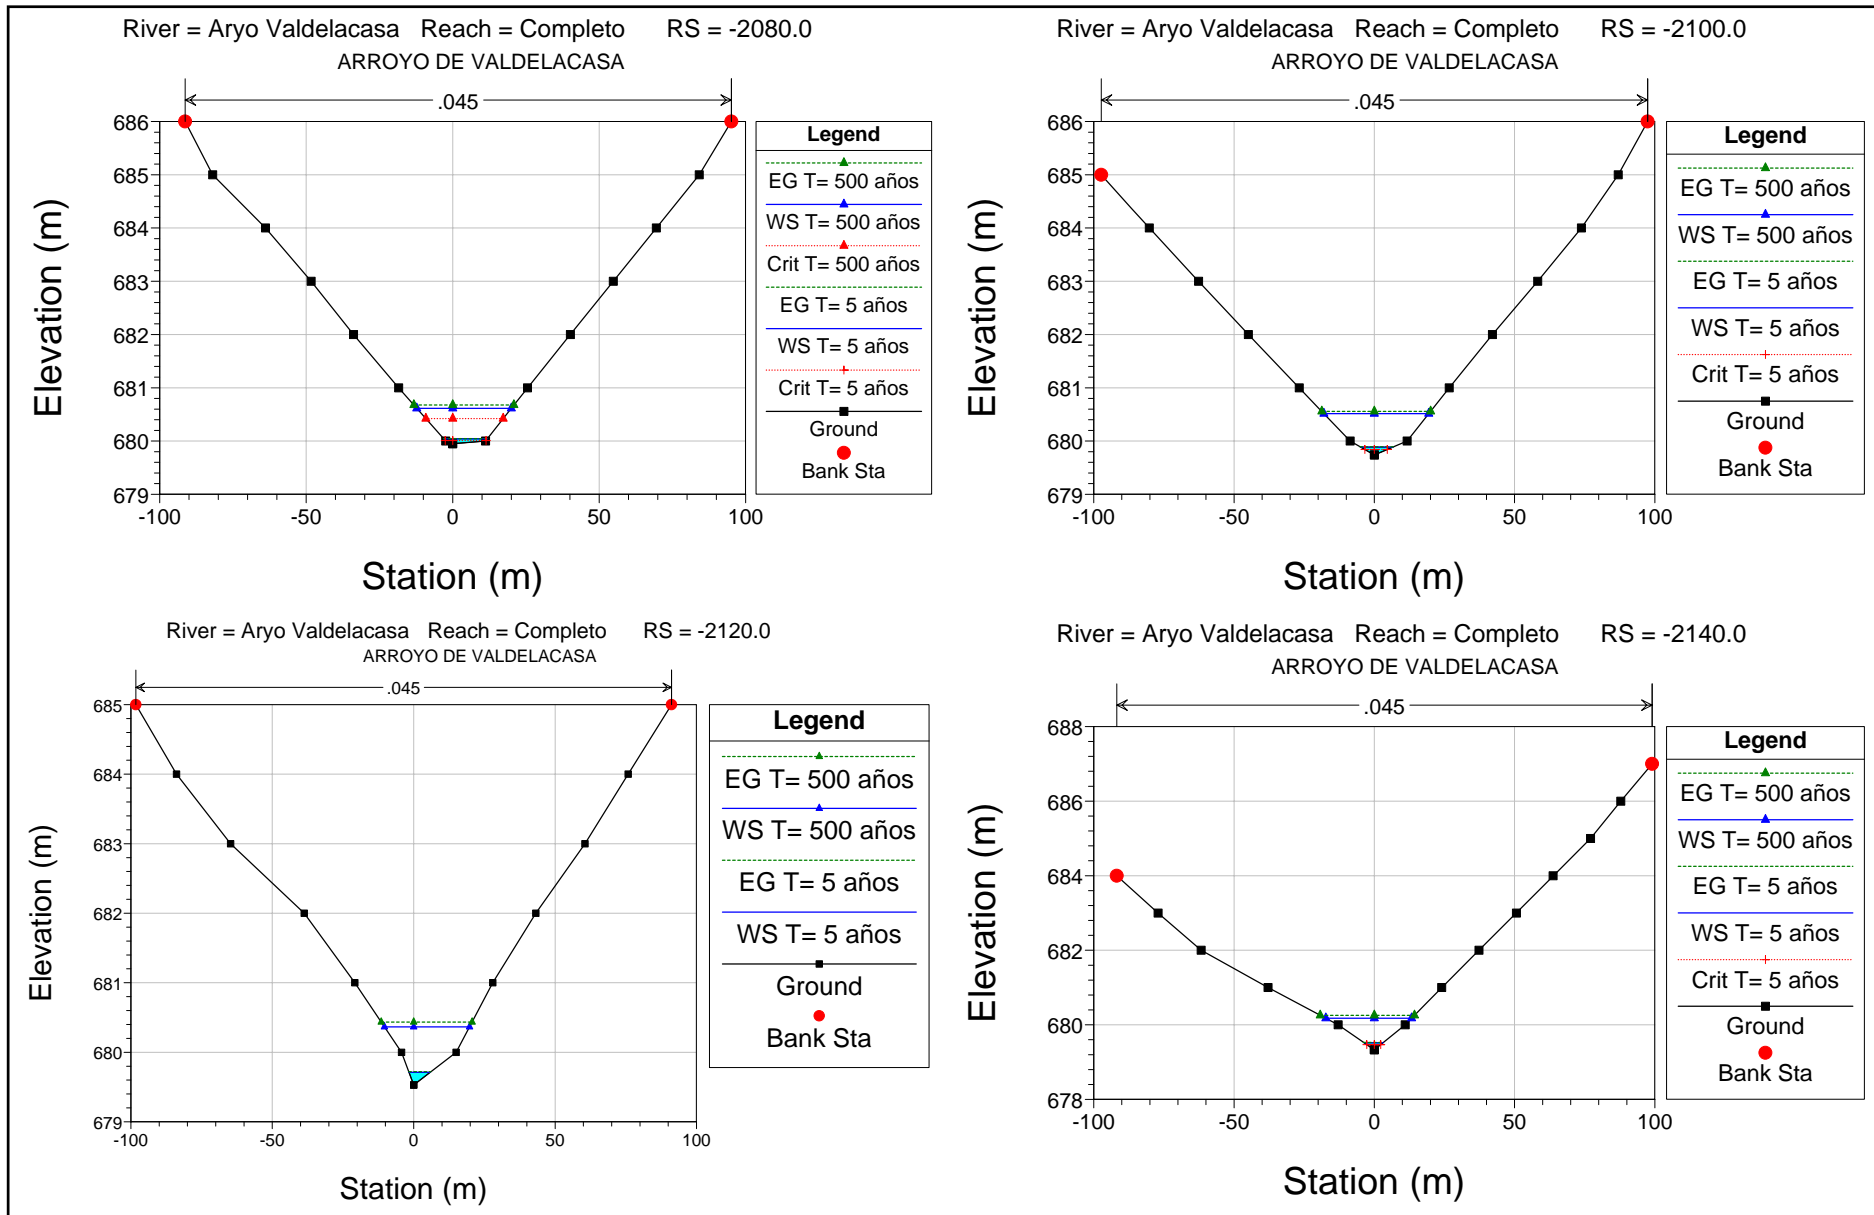 River = Aryo Valdelacasa Reach = Completo RS = -2080.0
ARROYO DE VALDELACASA
.045
686
685
684
683
682
681
680
679
-100
-50
0
50
100
Elevation (m)
Station (m)
Legend
EG T= 500 años
WS T= 500 años
Crit T= 500 años
EG T= 5 años
WS T= 5 años
Crit T= 5 años
Ground
Bank Sta
River = Aryo Valdelacasa Reach = Completo RS = -2100.0
ARROYO DE VALDELACASA
.045
686
685
684
683
682
681
680
679
-100
-50
0
50
100
Elevation (m)
Station (m)
Legend
EG T= 500 años
WS T= 500 años
EG T= 5 años
WS T= 5 años
Crit T= 5 años
Ground
Bank Sta
River = Aryo Valdelacasa Reach = Completo RS = -2120.0
ARROYO DE VALDELACASA
.045
685
684
683
682
681
680
679
-100
-50
0
50
100
Elevation (m)
Station (m)
Legend
EG T= 500 años
WS T= 500 años
EG T= 5 años
WS T= 5 años
Ground
Bank Sta
River = Aryo Valdelacasa Reach = Completo RS = -2140.0
ARROYO DE VALDELACASA
.045
688
686
684
682
680
678
-100
-50
0
50
100
Elevation (m)
Station (m)
Legend
EG T= 500 años
WS T= 500 años
EG T= 5 años
WS T= 5 años
Crit T= 5 años
Ground
Bank Sta